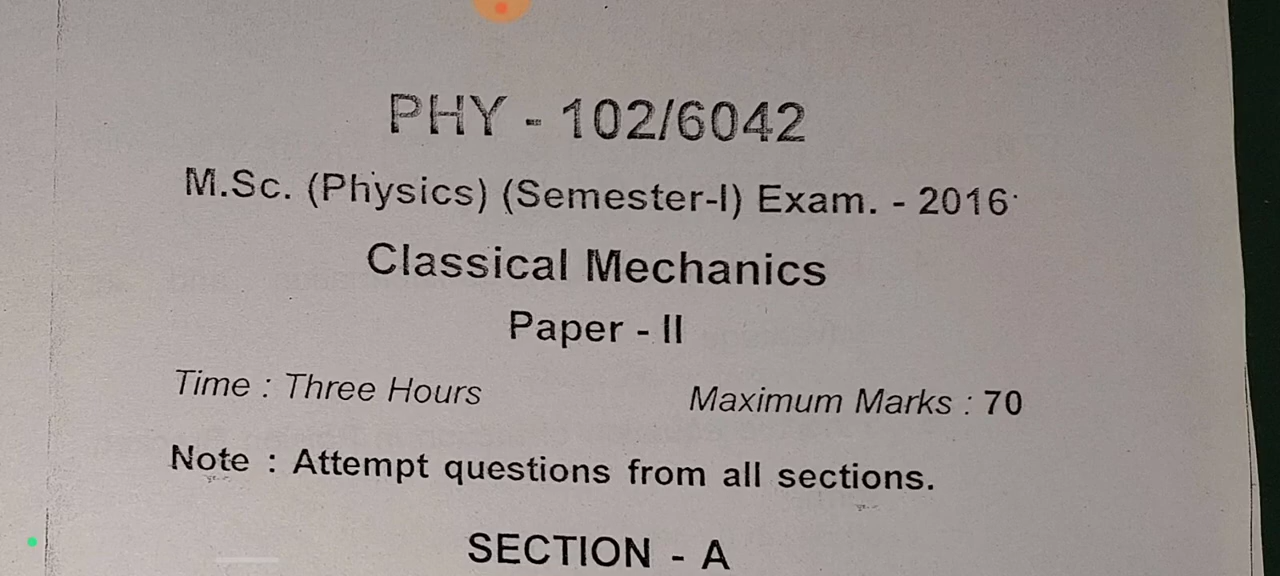 PHY - 102/6042
M.Sc. (Physics) (Semester-I) Exam. - 2016
Classical Mechanics
Paper - II
Time : Three Hours Maximum Marks : 70
Note : Attempt questions from all sections.
SECTION - A